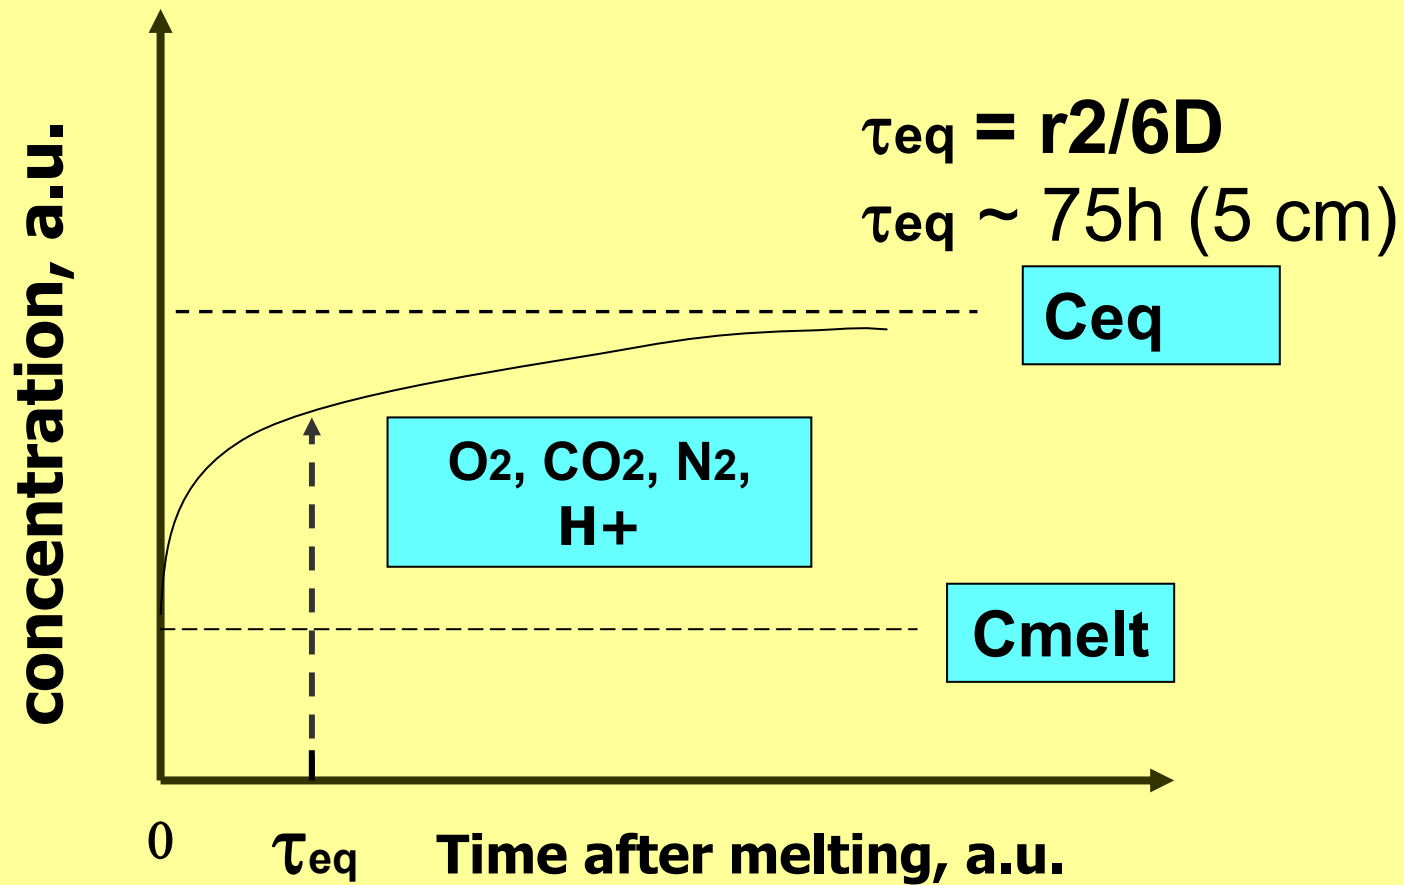 concentration, a.u.
τeq = r2/6D
τeq ~ 75h (5 cm)
Ceq
O2, CO2, N2,
H+
Cmelt
0
τeq
Time after melting, a.u.